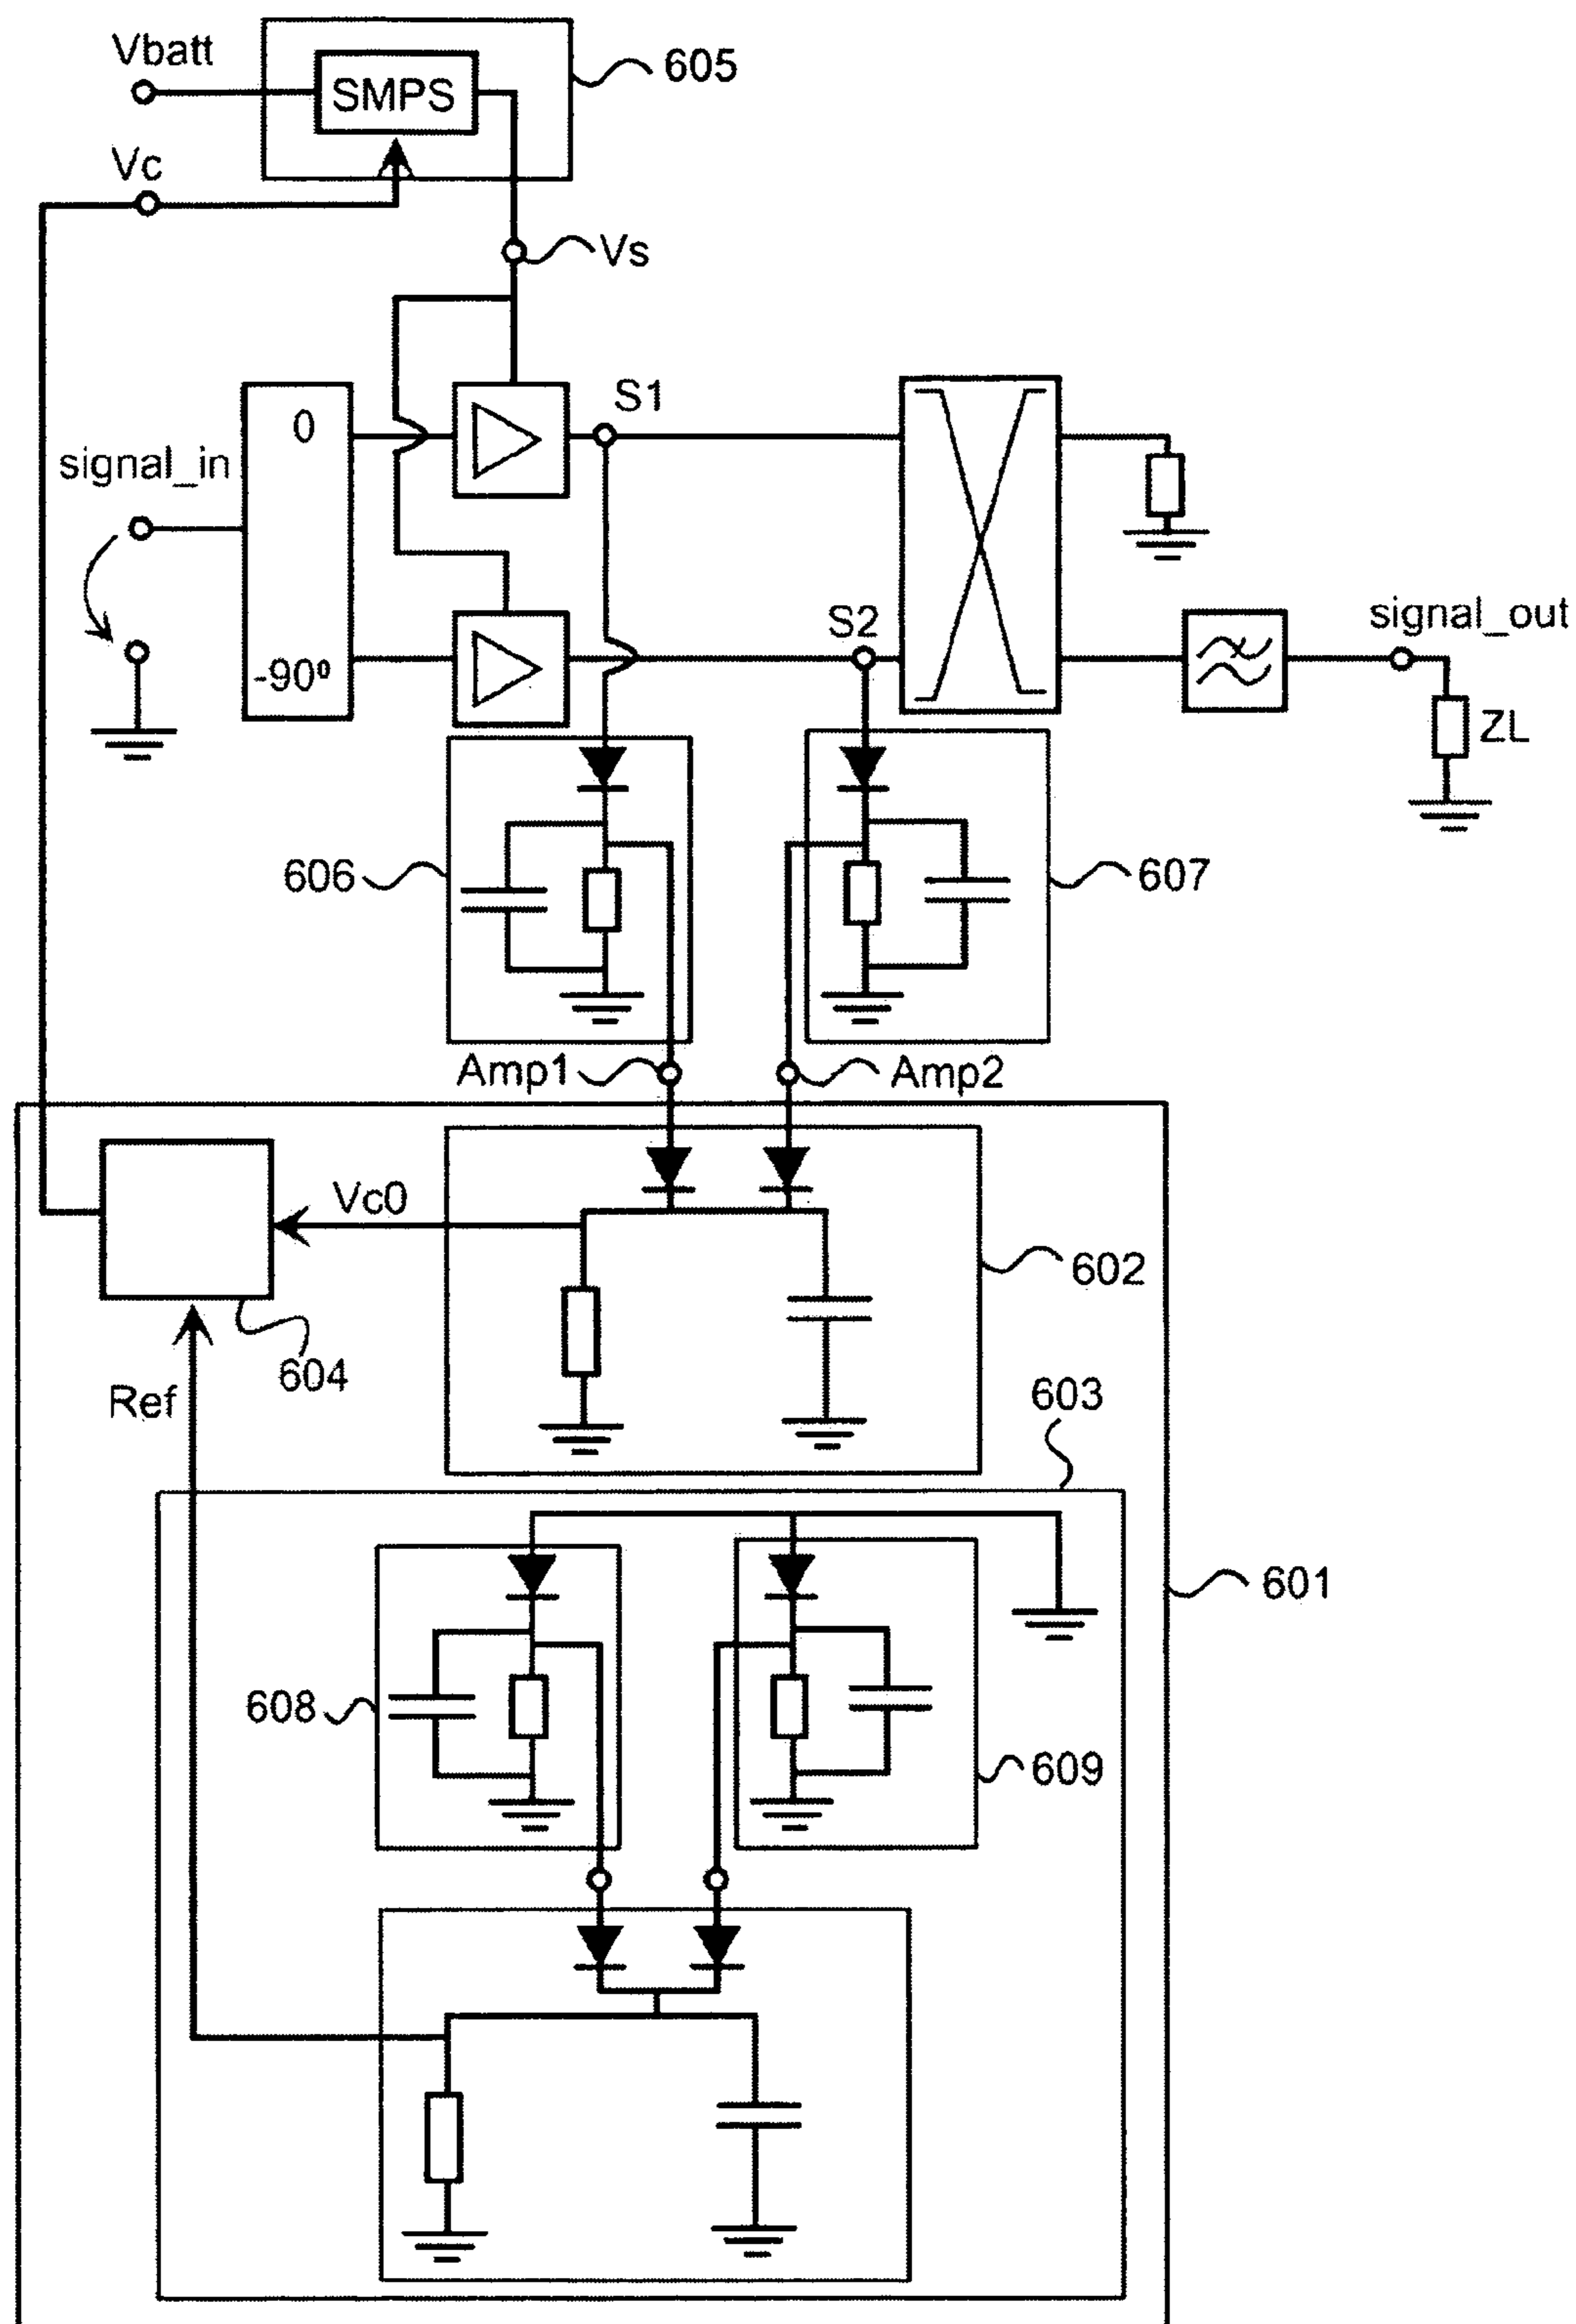 Vbatt
SMPS
605
Vc
Vs
S1
0
signal_in
S2
signal_out
-90⁰
ZL
606
607
Amp1
Amp2
Vc0
602
604
Ref
603
601
608
609